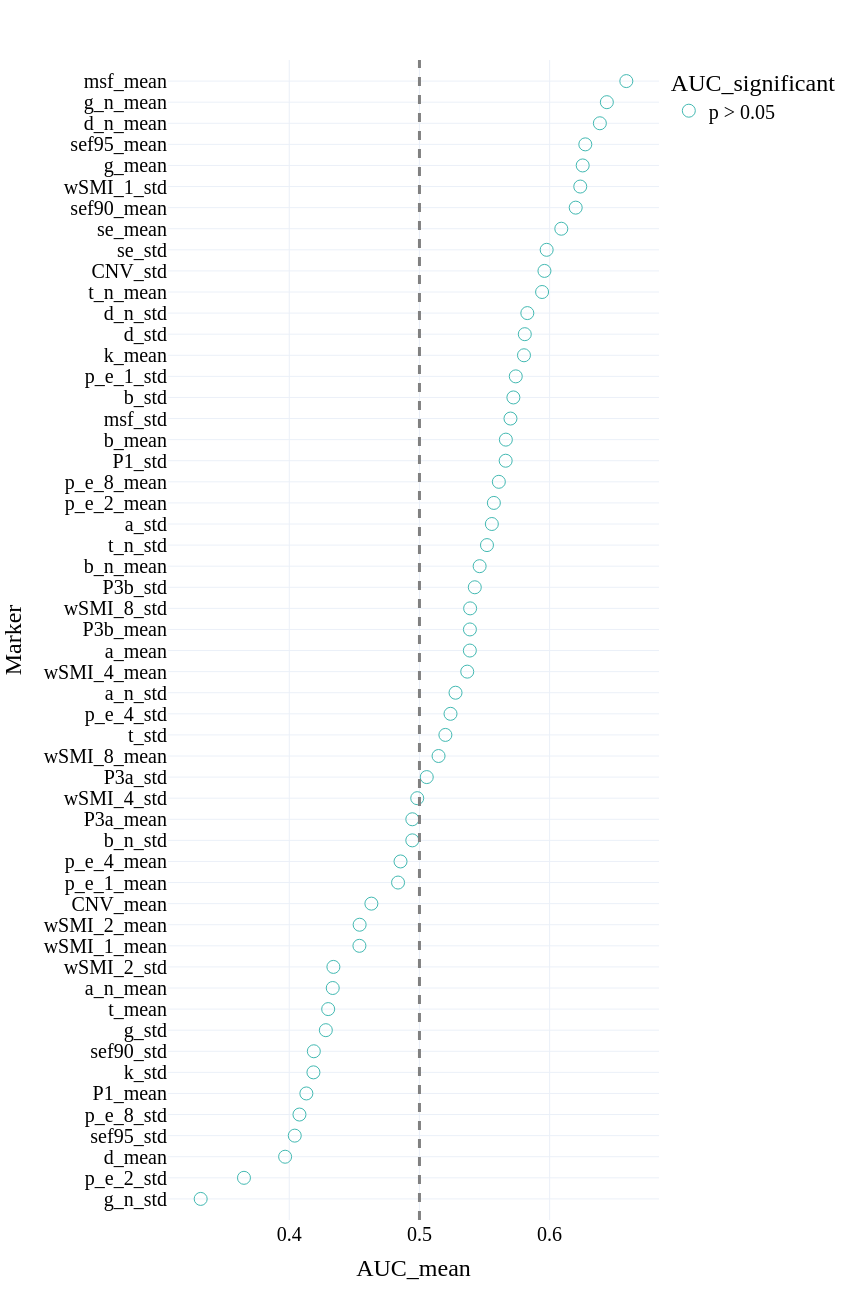 AUC_significant
p > 0.05
Marker
msf_mean
g_n_mean
d_n_mean
sef95_mean
g_mean
wSMI_1_std
sef90_mean
se_mean
se_std
CNV_std
t_n_mean
d_n_std
d_std
k_mean
p_e_1_std
b_std
msf_std
b_mean
P1_std
p_e_8_mean
p_e_2_mean
a_std
t_n_std
b_n_mean
P3b_std
wSMI_8_std
P3b_mean
a_mean
wSMI_4_mean
a_n_std
p_e_4_std
t_std
wSMI_8_mean
P3a_std
wSMI_4_std
P3a_mean
b_n_std
p_e_4_mean
p_e_1_mean
CNV_mean
wSMI_2_mean
wSMI_1_mean
wSMI_2_std
a_n_mean
t_mean
g_std
sef90_std
k_std
P1_mean
p_e_8_std
sef95_std
d_mean
p_e_2_std
g_n_std
0.4 0.5 0.6
AUC_mean